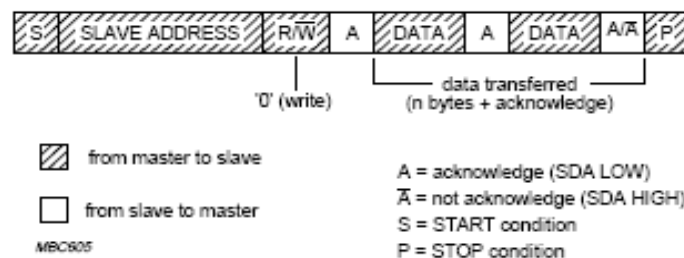 S SLAVE ADDRESS R/W̅ A DATA A DATA A/A̅ P
'0' (write)
data transferred
(n bytes + acknowledge)
from master to slave
from slave to master
MBC605
A = acknowledge (SDA LOW)
A̅ = not acknowledge (SDA HIGH)
S = START condition
P = STOP condition